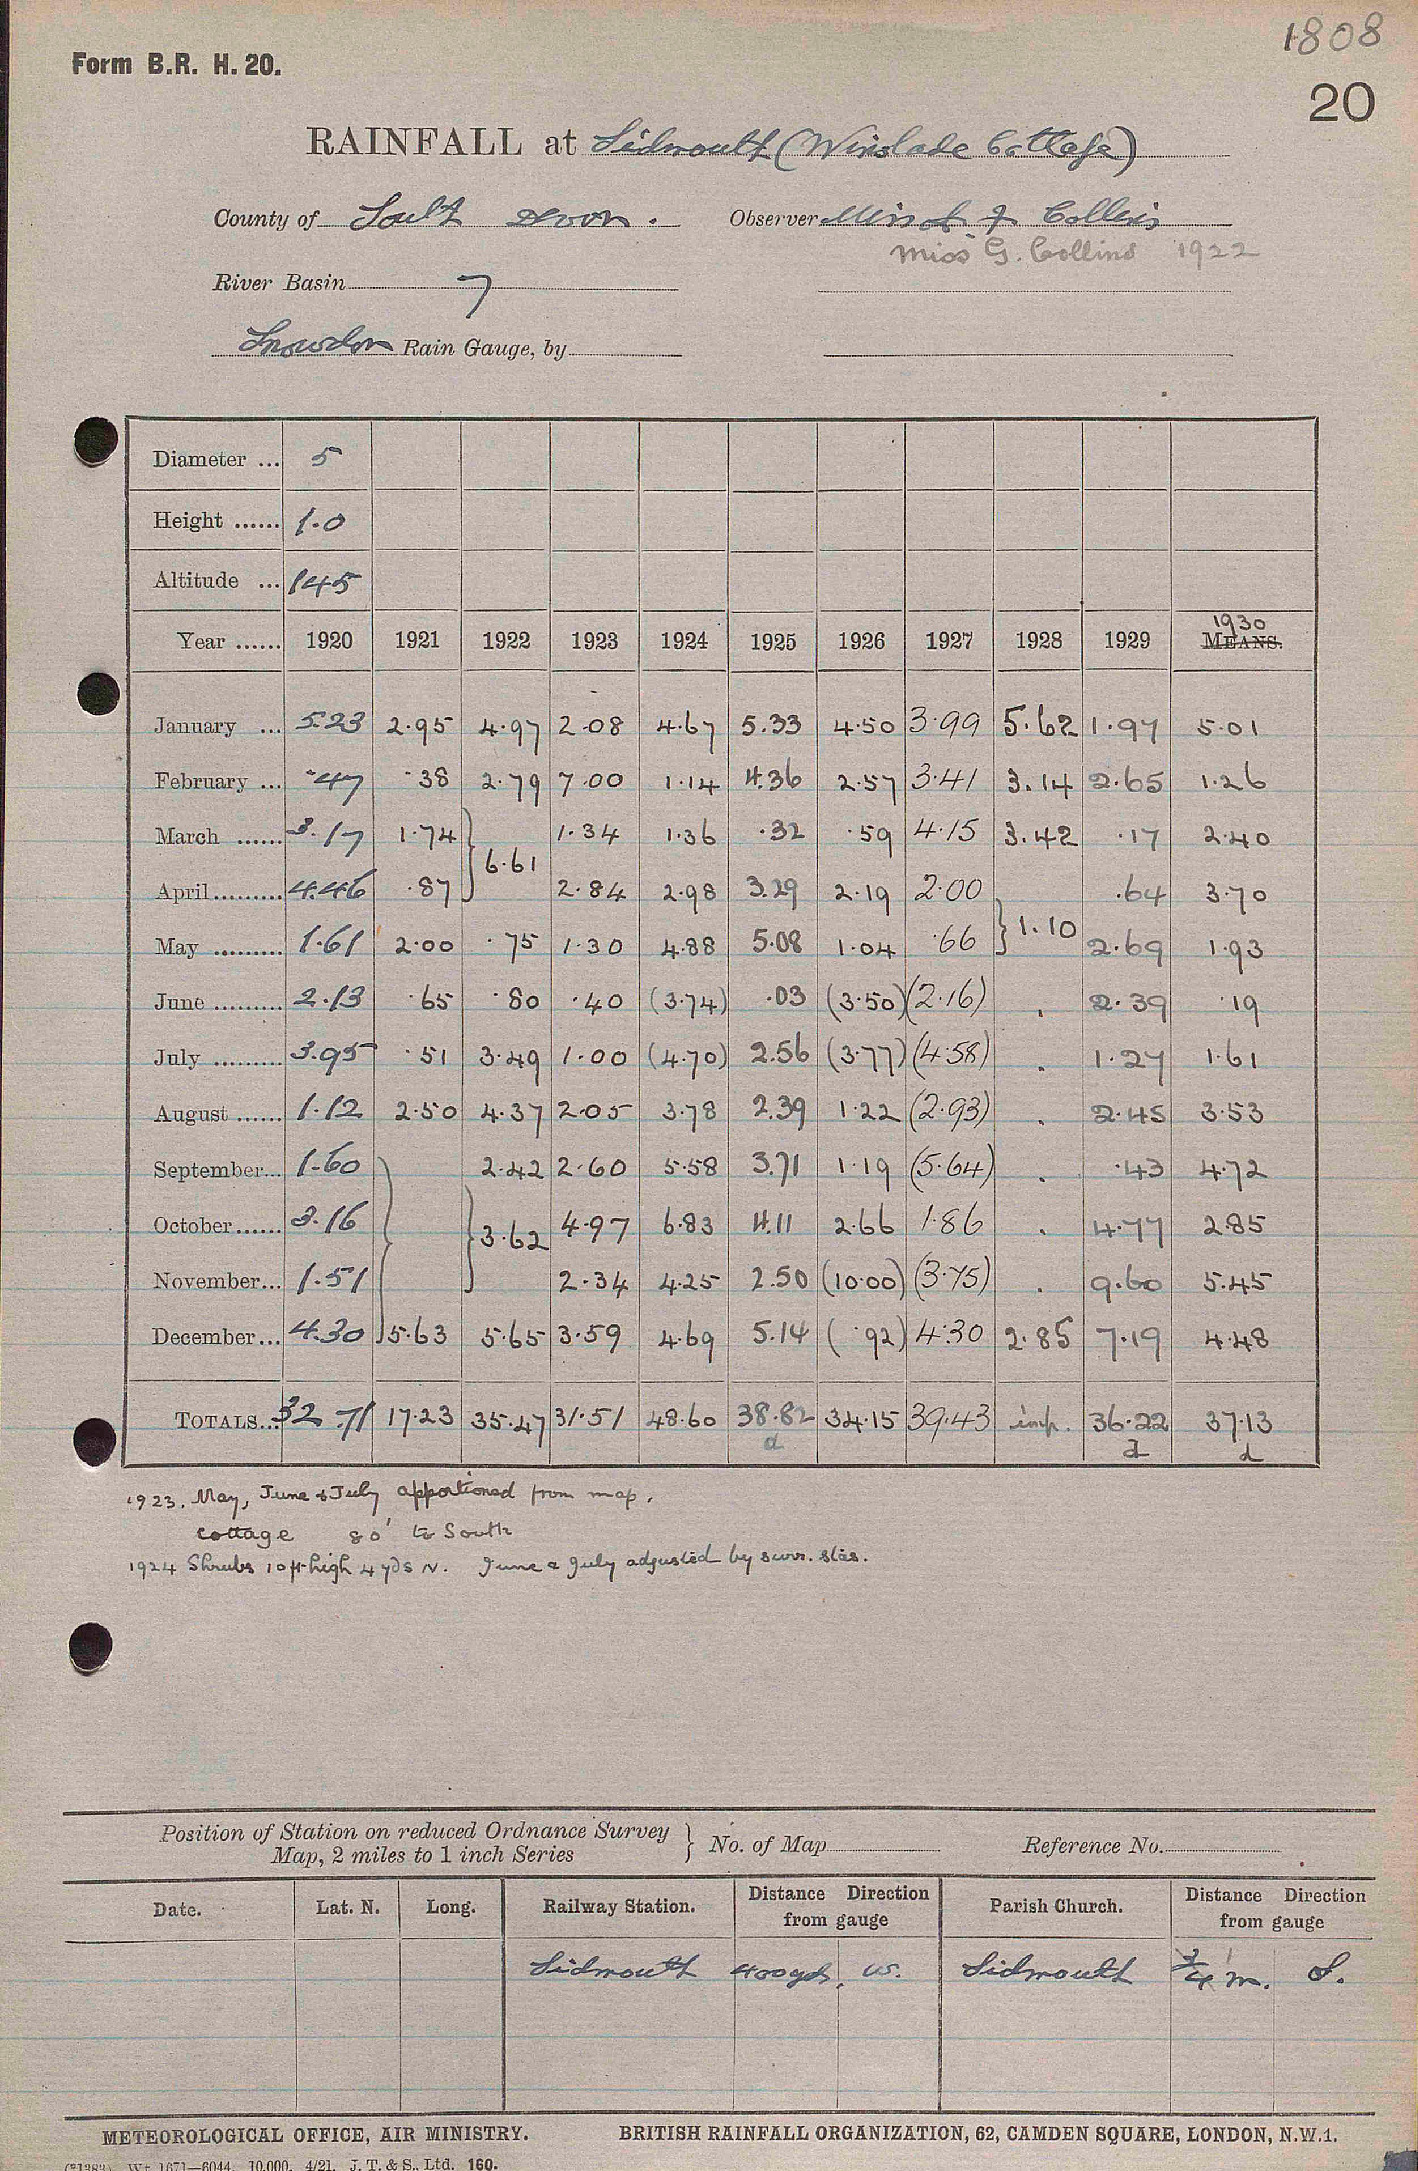 1808
Form B.R. H. 20.
20
RAINFALL at Sidmouth (Winslade Cottage)
County of South Devon. Observer Miss & Collins
Miss G. Collins 1922
River Basin 7
Snowdon Rain Gauge, by
Diameter ... 5
Height ...... 1.0
Altitude ... 145
1930
Year ...... 1920 1921 1922 1923 1924 1925 1926 1927 1928 1929 MEANS.
January ... 5.23 2.95 4.97 2.08 4.67 5.33 4.50 3.99 5.62 1.97 5.01
February ... .47 .38 2.79 7.00 1.14 4.36 2.57 3.41 3.14 2.65 1.26
March ...... 3.17 1.74 } 1.34 1.36 .32 .59 4.15 3.42 .17 2.40
6.61
April ......... 4.46 .87 2.84 2.98 3.29 2.19 2.00 .64 3.70
} 1.10
May ......... 1.61 2.00 .75 1.30 4.88 5.08 1.04 .66 2.69 1.93
June ......... 2.13 .65 .80 .40 (3.74) .03 (3.50) (2.16) . 2.39 .19
July ......... 3.95 .51 3.49 1.00 (4.70) 2.56 (3.77) (4.58) . 1.27 1.61
August ...... 1.12 2.50 4.37 2.05 3.78 2.39 1.22 (2.93) . 2.45 3.53
September... 1.60 } 2.42 2.60 5.58 3.71 1.19 (5.64) . .43 4.72
October ...... 3.16 } 3.62 4.97 6.83 4.11 2.66 1.86 . 4.77 2.85
November... 1.51 2.34 4.25 2.50 (10.00) (3.75) . 9.60 5.45
December... 4.30 5.63 5.65 3.59 4.69 5.14 ( .92) 4.30 2.85 7.19 4.48
TOTALS... 32.71 17.23 35.47 31.51 48.60 38.82 34.15 39.43 imp. 36.22 37.13
d d d
1923. May, June & July apportioned from map.
cottage 80' to South
1924 Shrubs 10 ft high 4 yds N. June & July adjusted by surr. stas.
Position of Station on reduced Ordnance Survey
Map, 2 miles to 1 inch Series } No. of Map Reference No.
Date. Lat. N. Long. Railway Station. Distance Direction from gauge Parish Church. Distance Direction from gauge
Sidmouth 400 yds. W. Sidmouth 3/4 m. S.
METEOROLOGICAL OFFICE, AIR MINISTRY. BRITISH RAINFALL ORGANIZATION, 62, CAMDEN SQUARE, LONDON, N.W.1.
Wt. 1671—6044. 10,000. 4/21. J. T. & S., Ltd. 160.